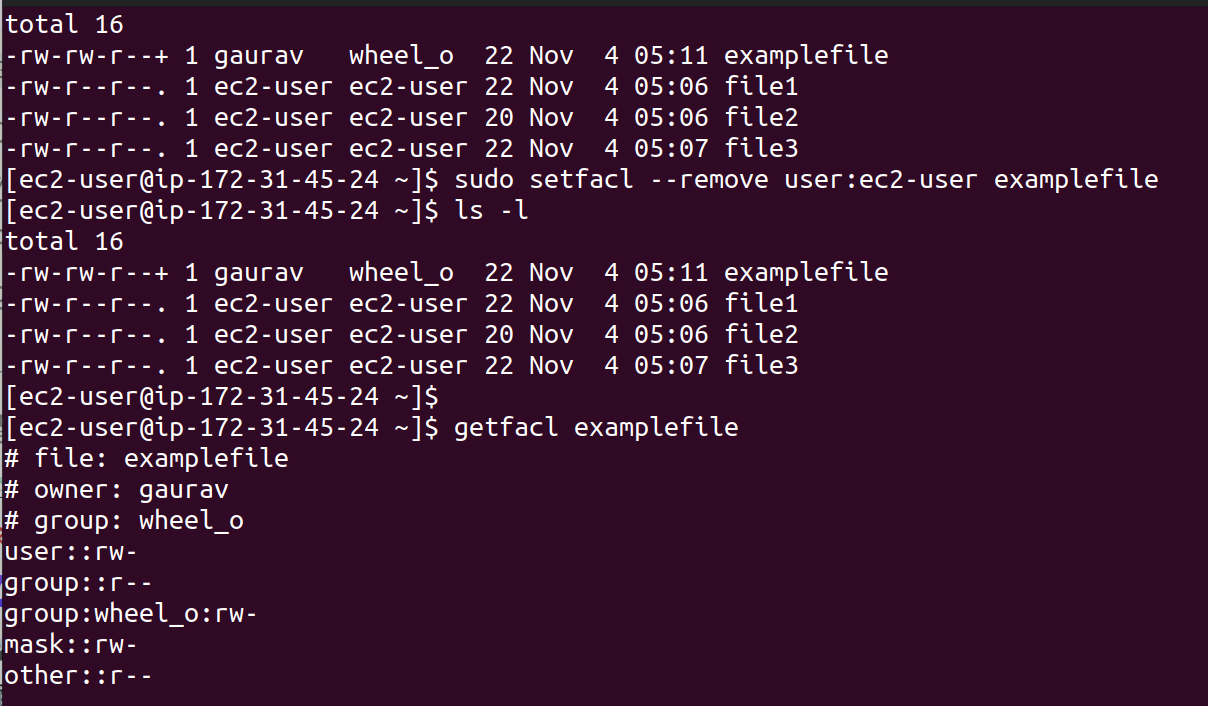 total 16
-rw-rw-r--+ 1 gaurav   wheel_o  22 Nov  4 05:11 examplefile
-rw-r--r--. 1 ec2-user ec2-user 22 Nov  4 05:06 file1
-rw-r--r--. 1 ec2-user ec2-user 20 Nov  4 05:06 file2
-rw-r--r--. 1 ec2-user ec2-user 22 Nov  4 05:07 file3
[ec2-user@ip-172-31-45-24 ~]$ sudo setfacl --remove user:ec2-user examplefile
[ec2-user@ip-172-31-45-24 ~]$ ls -l
total 16
-rw-rw-r--+ 1 gaurav   wheel_o  22 Nov  4 05:11 examplefile
-rw-r--r--. 1 ec2-user ec2-user 22 Nov  4 05:06 file1
-rw-r--r--. 1 ec2-user ec2-user 20 Nov  4 05:06 file2
-rw-r--r--. 1 ec2-user ec2-user 22 Nov  4 05:07 file3
[ec2-user@ip-172-31-45-24 ~]$
[ec2-user@ip-172-31-45-24 ~]$ getfacl examplefile
# file: examplefile
# owner: gaurav
# group: wheel_o
user::rw-
group::r--
group:wheel_o:rw-
mask::rw-
other::r--